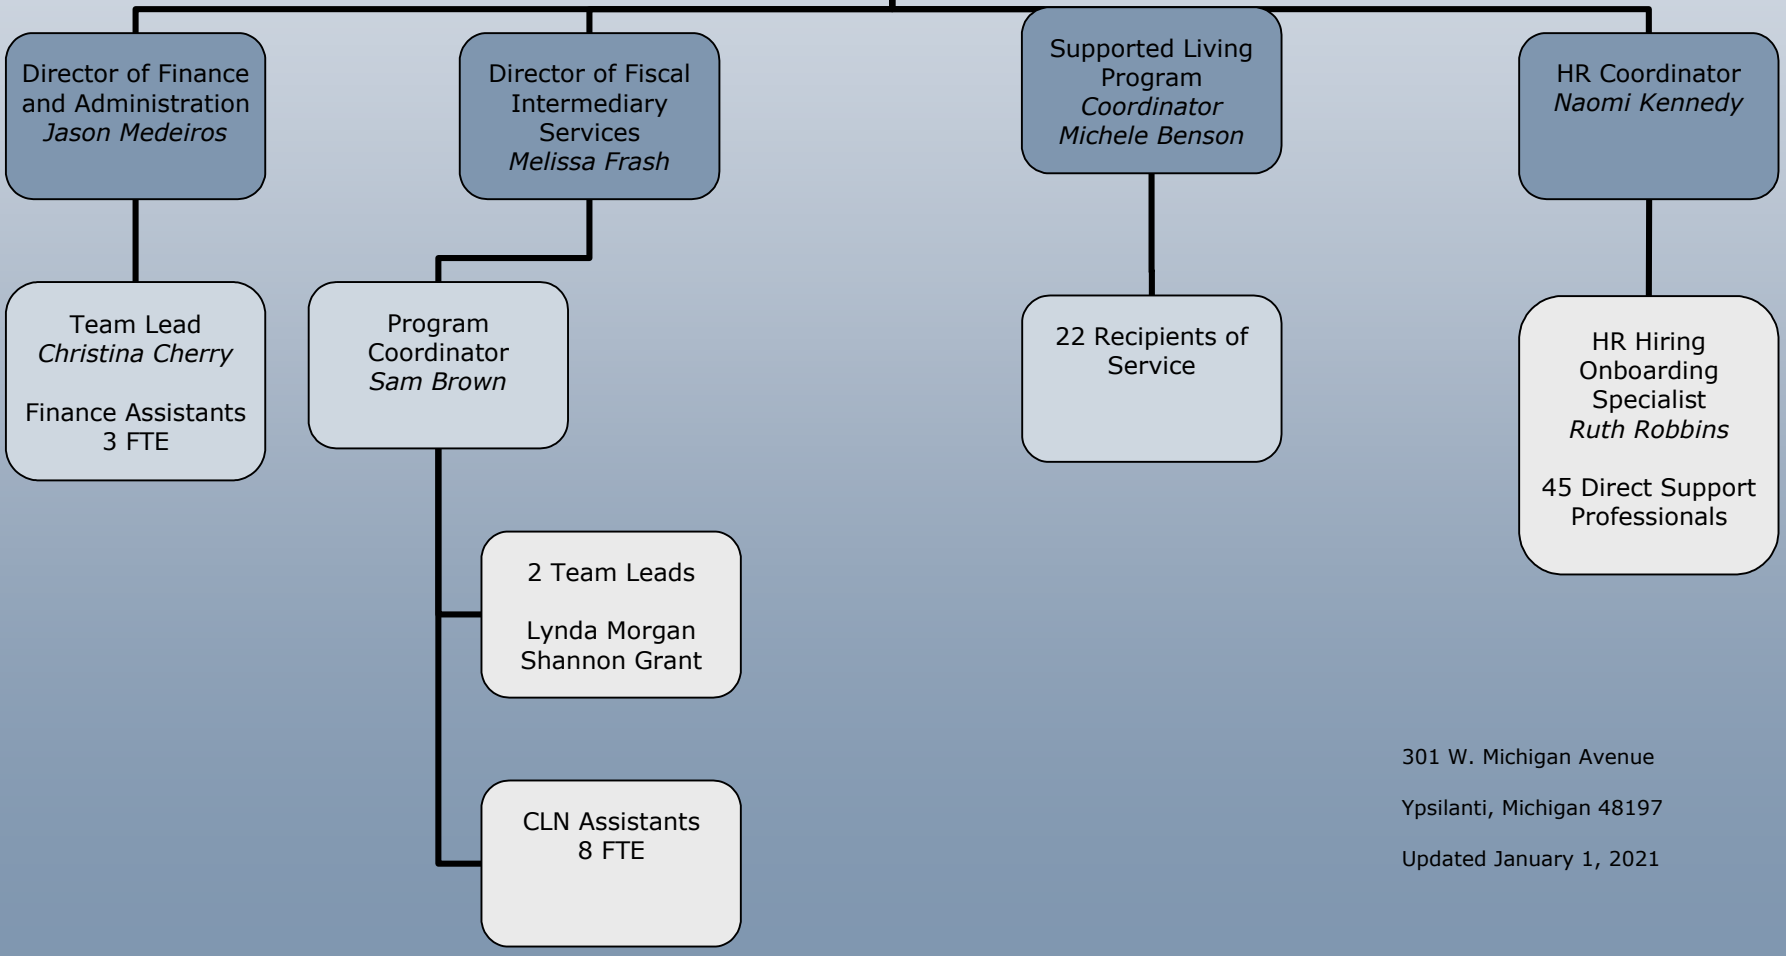 Director of Finance
and Administration
Jason Medeiros
Director of Fiscal
Intermediary
Services
Melissa Frash
Supported Living
Program
Coordinator
Michele Benson
HR Coordinator
Naomi Kennedy
Team Lead
Christina Cherry
Finance Assistants
3 FTE
Program
Coordinator
Sam Brown
22 Recipients of
Service
HR Hiring
Onboarding
Specialist
Ruth Robbins
45 Direct Support
Professionals
2 Team Leads
Lynda Morgan
Shannon Grant
CLN Assistants
8 FTE
301 W. Michigan Avenue
Ypsilanti, Michigan 48197
Updated January 1, 2021